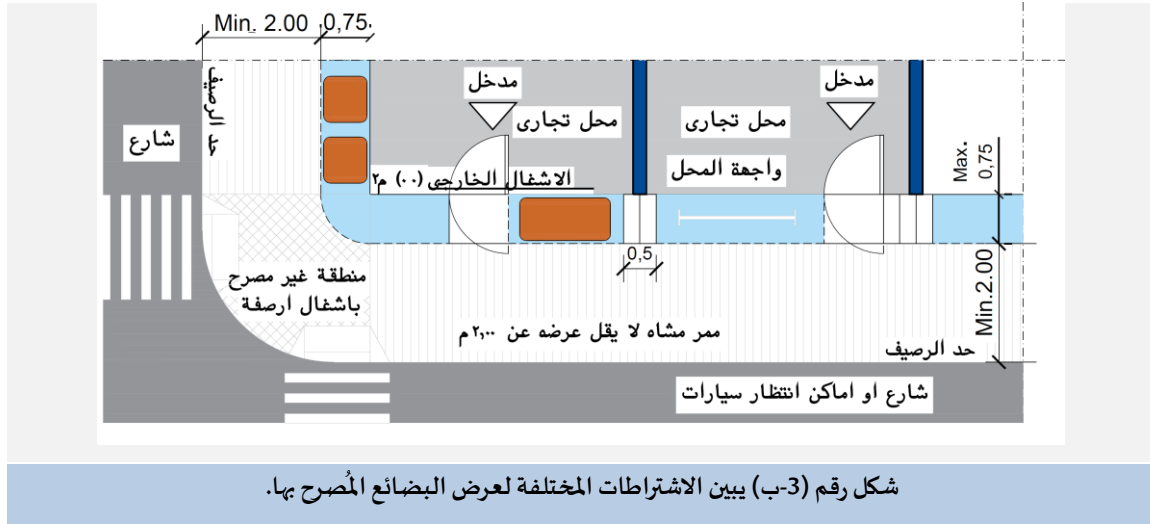 Min. 2.00
0,75
حد الرصيف
شارع
مدخل
مدخل
محل تجارى
محل تجارى
واجهة المحل
Max.
0,75
الاشغال الخارجي (٠٠) م٢
0,5
منطقة غير مصرح
باشغال ارصفة
Min.2.00
ممر مشاه لا يقل عرضه عن ٢,٠٠ م
حد الرصيف
شارع او اماكن انتظار سيارات
شكل رقم (3-ب) يبين الاشتراطات المختلفة لعرض البضائع المُصرح بها.